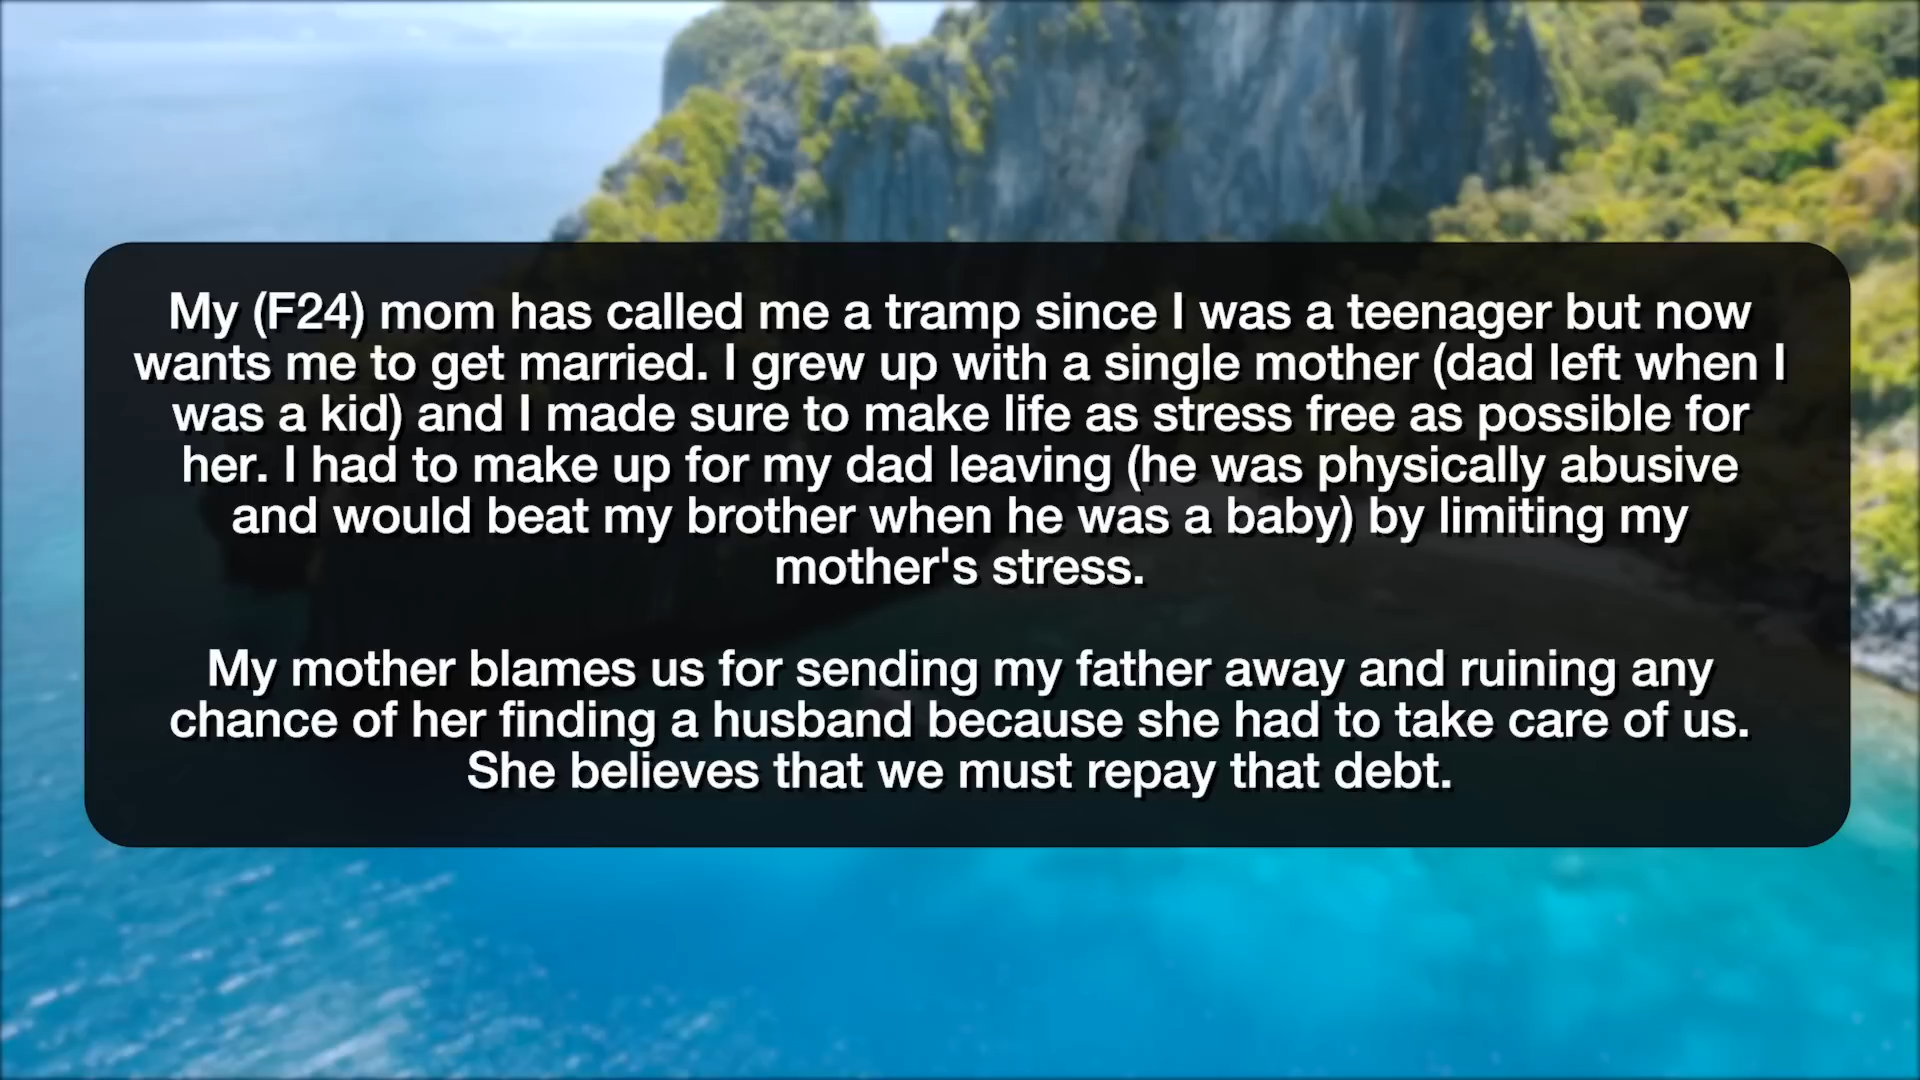 My (F24) mom has called me a tramp since I was a teenager but now
wants me to get married. I grew up with a single mother (dad left when I
was a kid) and I made sure to make life as stress free as possible for
her. I had to make up for my dad leaving (he was physically abusive
and would beat my brother when he was a baby) by limiting my
mother's stress.
My mother blames us for sending my father away and ruining any
chance of her finding a husband because she had to take care of us.
She believes that we must repay that debt.